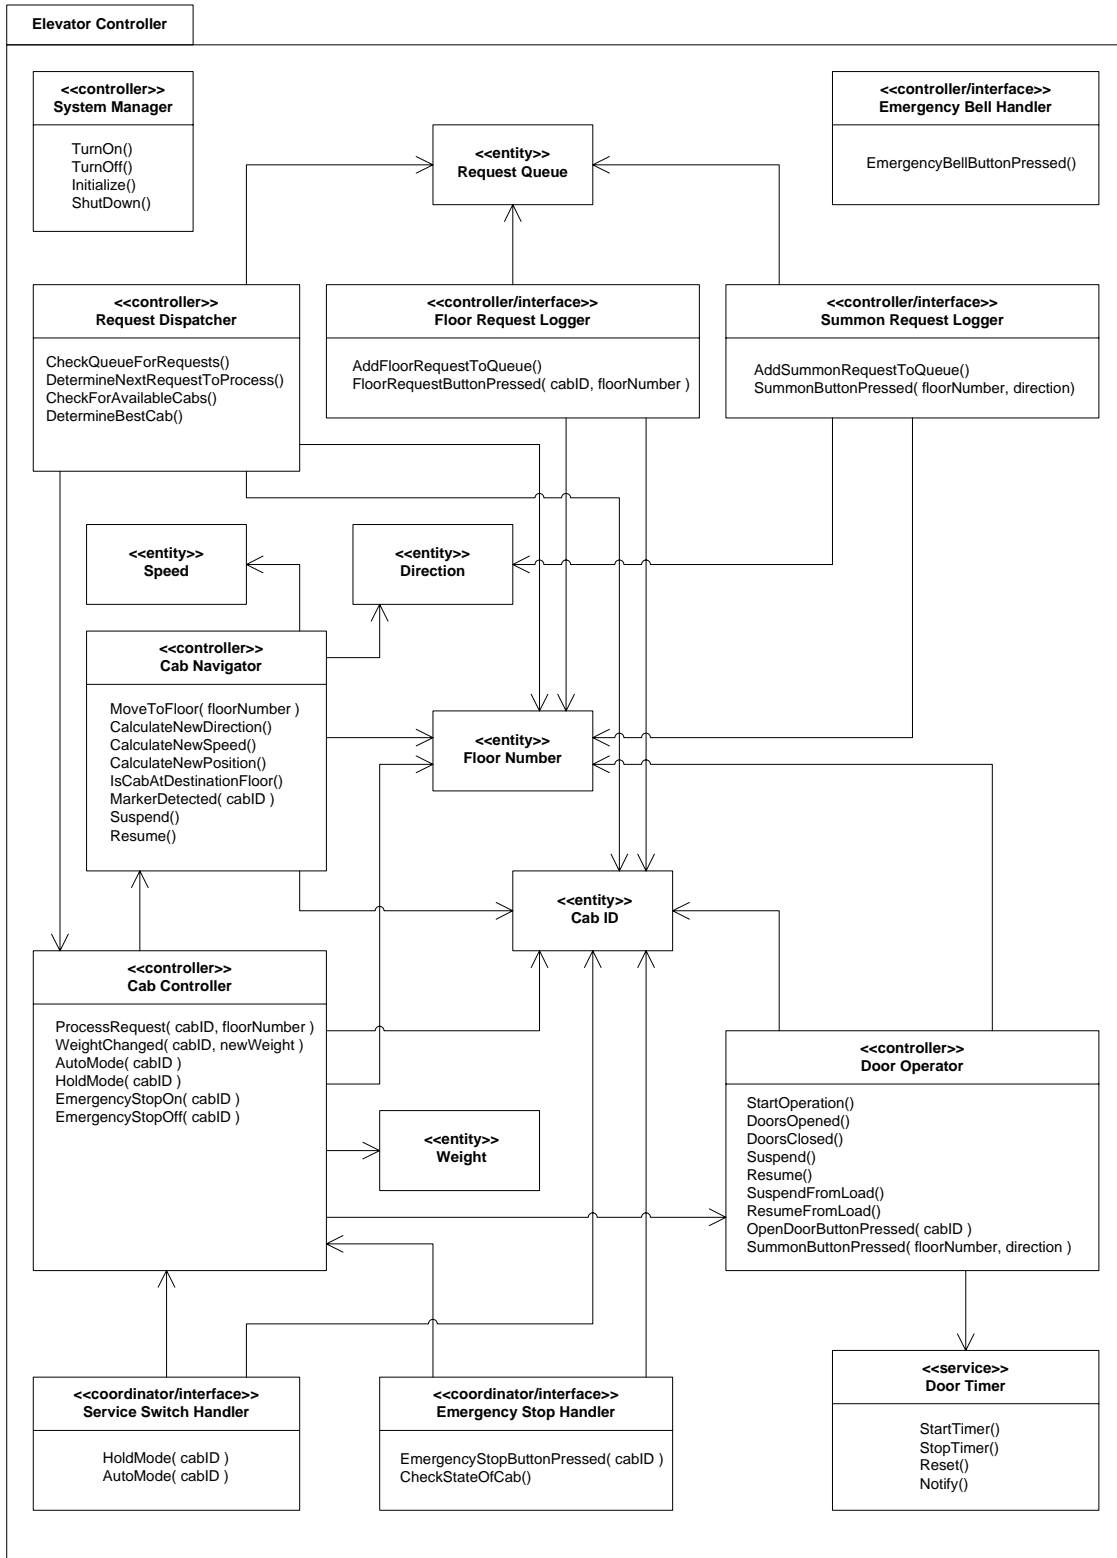 Elevator Controller
<<controller>>
System Manager
TurnOn()
TurnOff()
Initialize()
ShutDown()
<<entity>>
Request Queue
<<controller/interface>>
Emergency Bell Handler
EmergencyBellButtonPressed()
<<controller>>
Request Dispatcher
CheckQueueForRequests()
DetermineNextRequestToProcess()
CheckForAvailableCabs()
DetermineBestCab()
<<controller/interface>>
Floor Request Logger
AddFloorRequestToQueue()
FloorRequestButtonPressed( cabID, floorNumber )
<<controller/interface>>
Summon Request Logger
AddSummonRequestToQueue()
SummonButtonPressed( floorNumber, direction)
<<entity>>
Speed
<<entity>>
Direction
<<controller>>
Cab Navigator
MoveToFloor( floorNumber )
CalculateNewDirection()
CalculateNewSpeed()
CalculateNewPosition()
IsCabAtDestinationFloor()
MarkerDetected( cabID )
Suspend()
Resume()
<<entity>>
Floor Number
<<entity>>
Cab ID
<<controller>>
Cab Controller
ProcessRequest( cabID, floorNumber )
WeightChanged( cabID, newWeight )
AutoMode( cabID )
HoldMode( cabID )
EmergencyStopOn( cabID )
EmergencyStopOff( cabID )
<<entity>>
Weight
<<controller>>
Door Operator
StartOperation()
DoorsOpened()
DoorsClosed()
Suspend()
Resume()
SuspendFromLoad()
ResumeFromLoad()
OpenDoorButtonPressed( cabID )
SummonButtonPressed( floorNumber, direction )
<<coordinator/interface>>
Service Switch Handler
HoldMode( cabID )
AutoMode( cabID )
<<coordinator/interface>>
Emergency Stop Handler
EmergencyStopButtonPressed( cabID )
CheckStateOfCab()
<<service>>
Door Timer
StartTimer()
StopTimer()
Reset()
Notify()